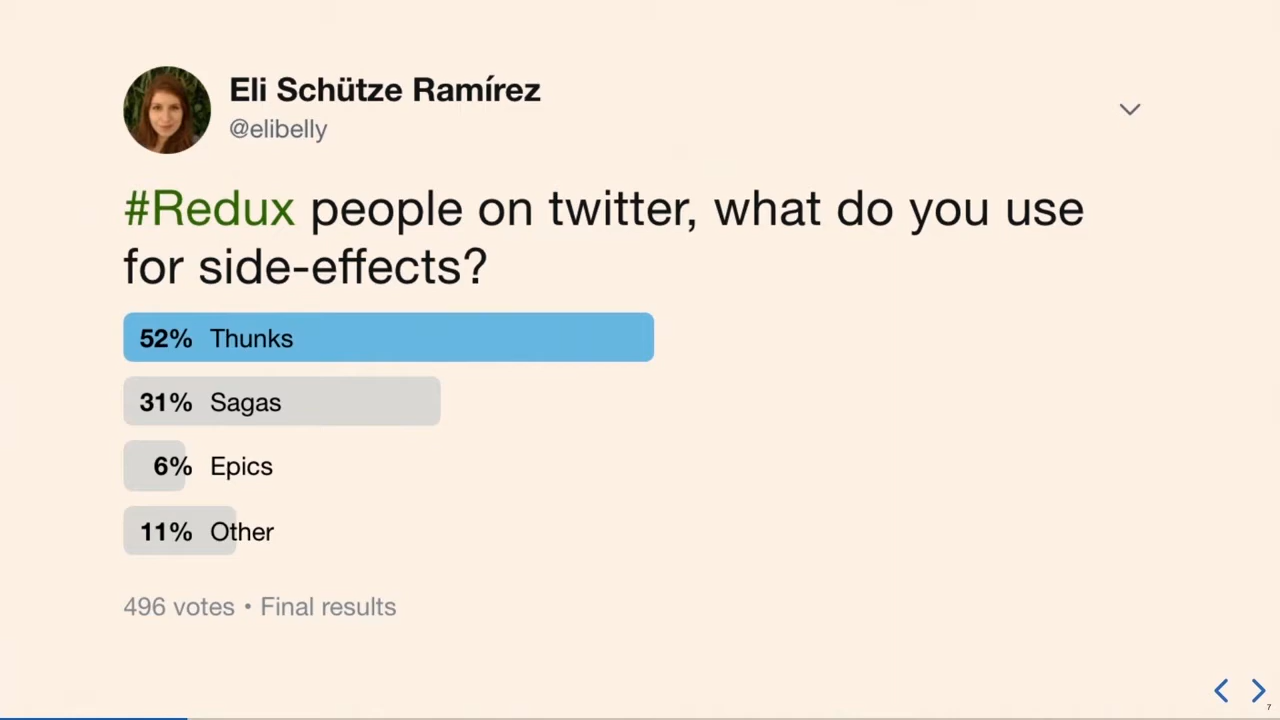 Eli Schütze Ramírez
@elibelly
#Redux people on twitter, what do you use
for side-effects?
52% Thunks
31% Sagas
6% Epics
11% Other
496 votes • Final results
7